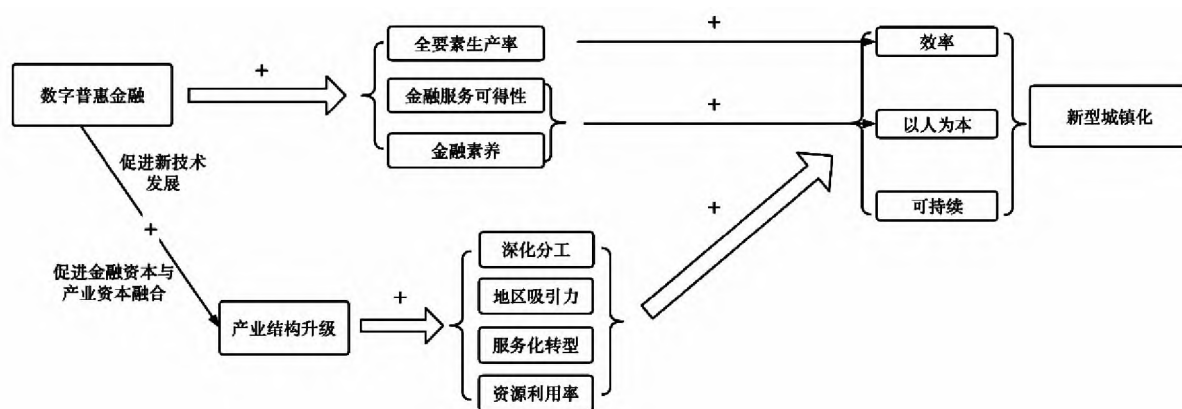 数字普惠金融
+
全要素生产率
金融服务可得性
金融素养
+
+
效率
以人为本
可持续
新型城镇化
促进新技术
发展
+
促进金融资本与
产业资本融合
产业结构升级
+
深化分工
地区吸引力
服务化转型
资源利用率
+